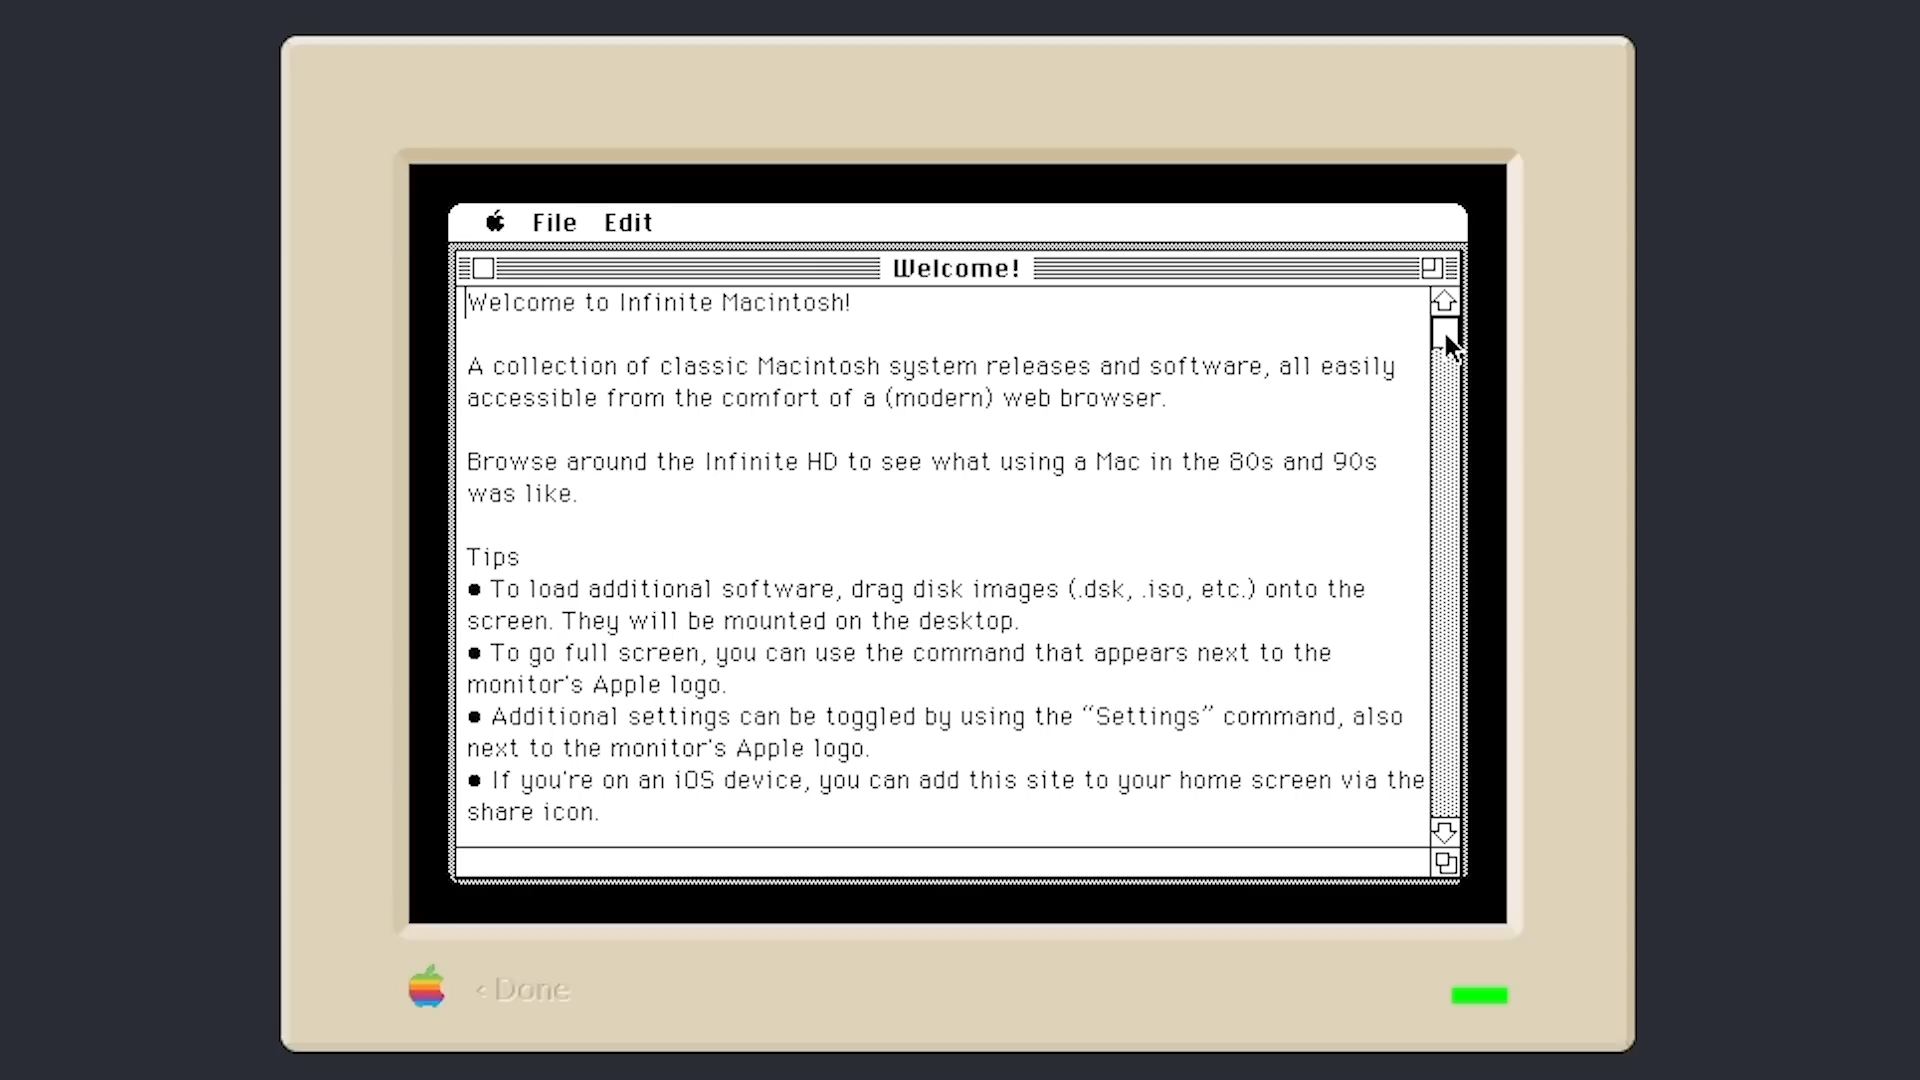 File Edit
Welcome!
Welcome to Infinite Macintosh!
A collection of classic Macintosh system releases and software, all easily
accessible from the comfort of a (modern) web browser.
Browse around the Infinite HD to see what using a Mac in the 80s and 90s
was like.
Tips
● To load additional software, drag disk images (.dsk, .iso, etc.) onto the
screen. They will be mounted on the desktop.
● To go full screen, you can use the command that appears next to the
monitor's Apple logo.
● Additional settings can be toggled by using the “Settings” command, also
next to the monitor's Apple logo.
● If you're on an iOS device, you can add this site to your home screen via the
share icon.
‹ Done